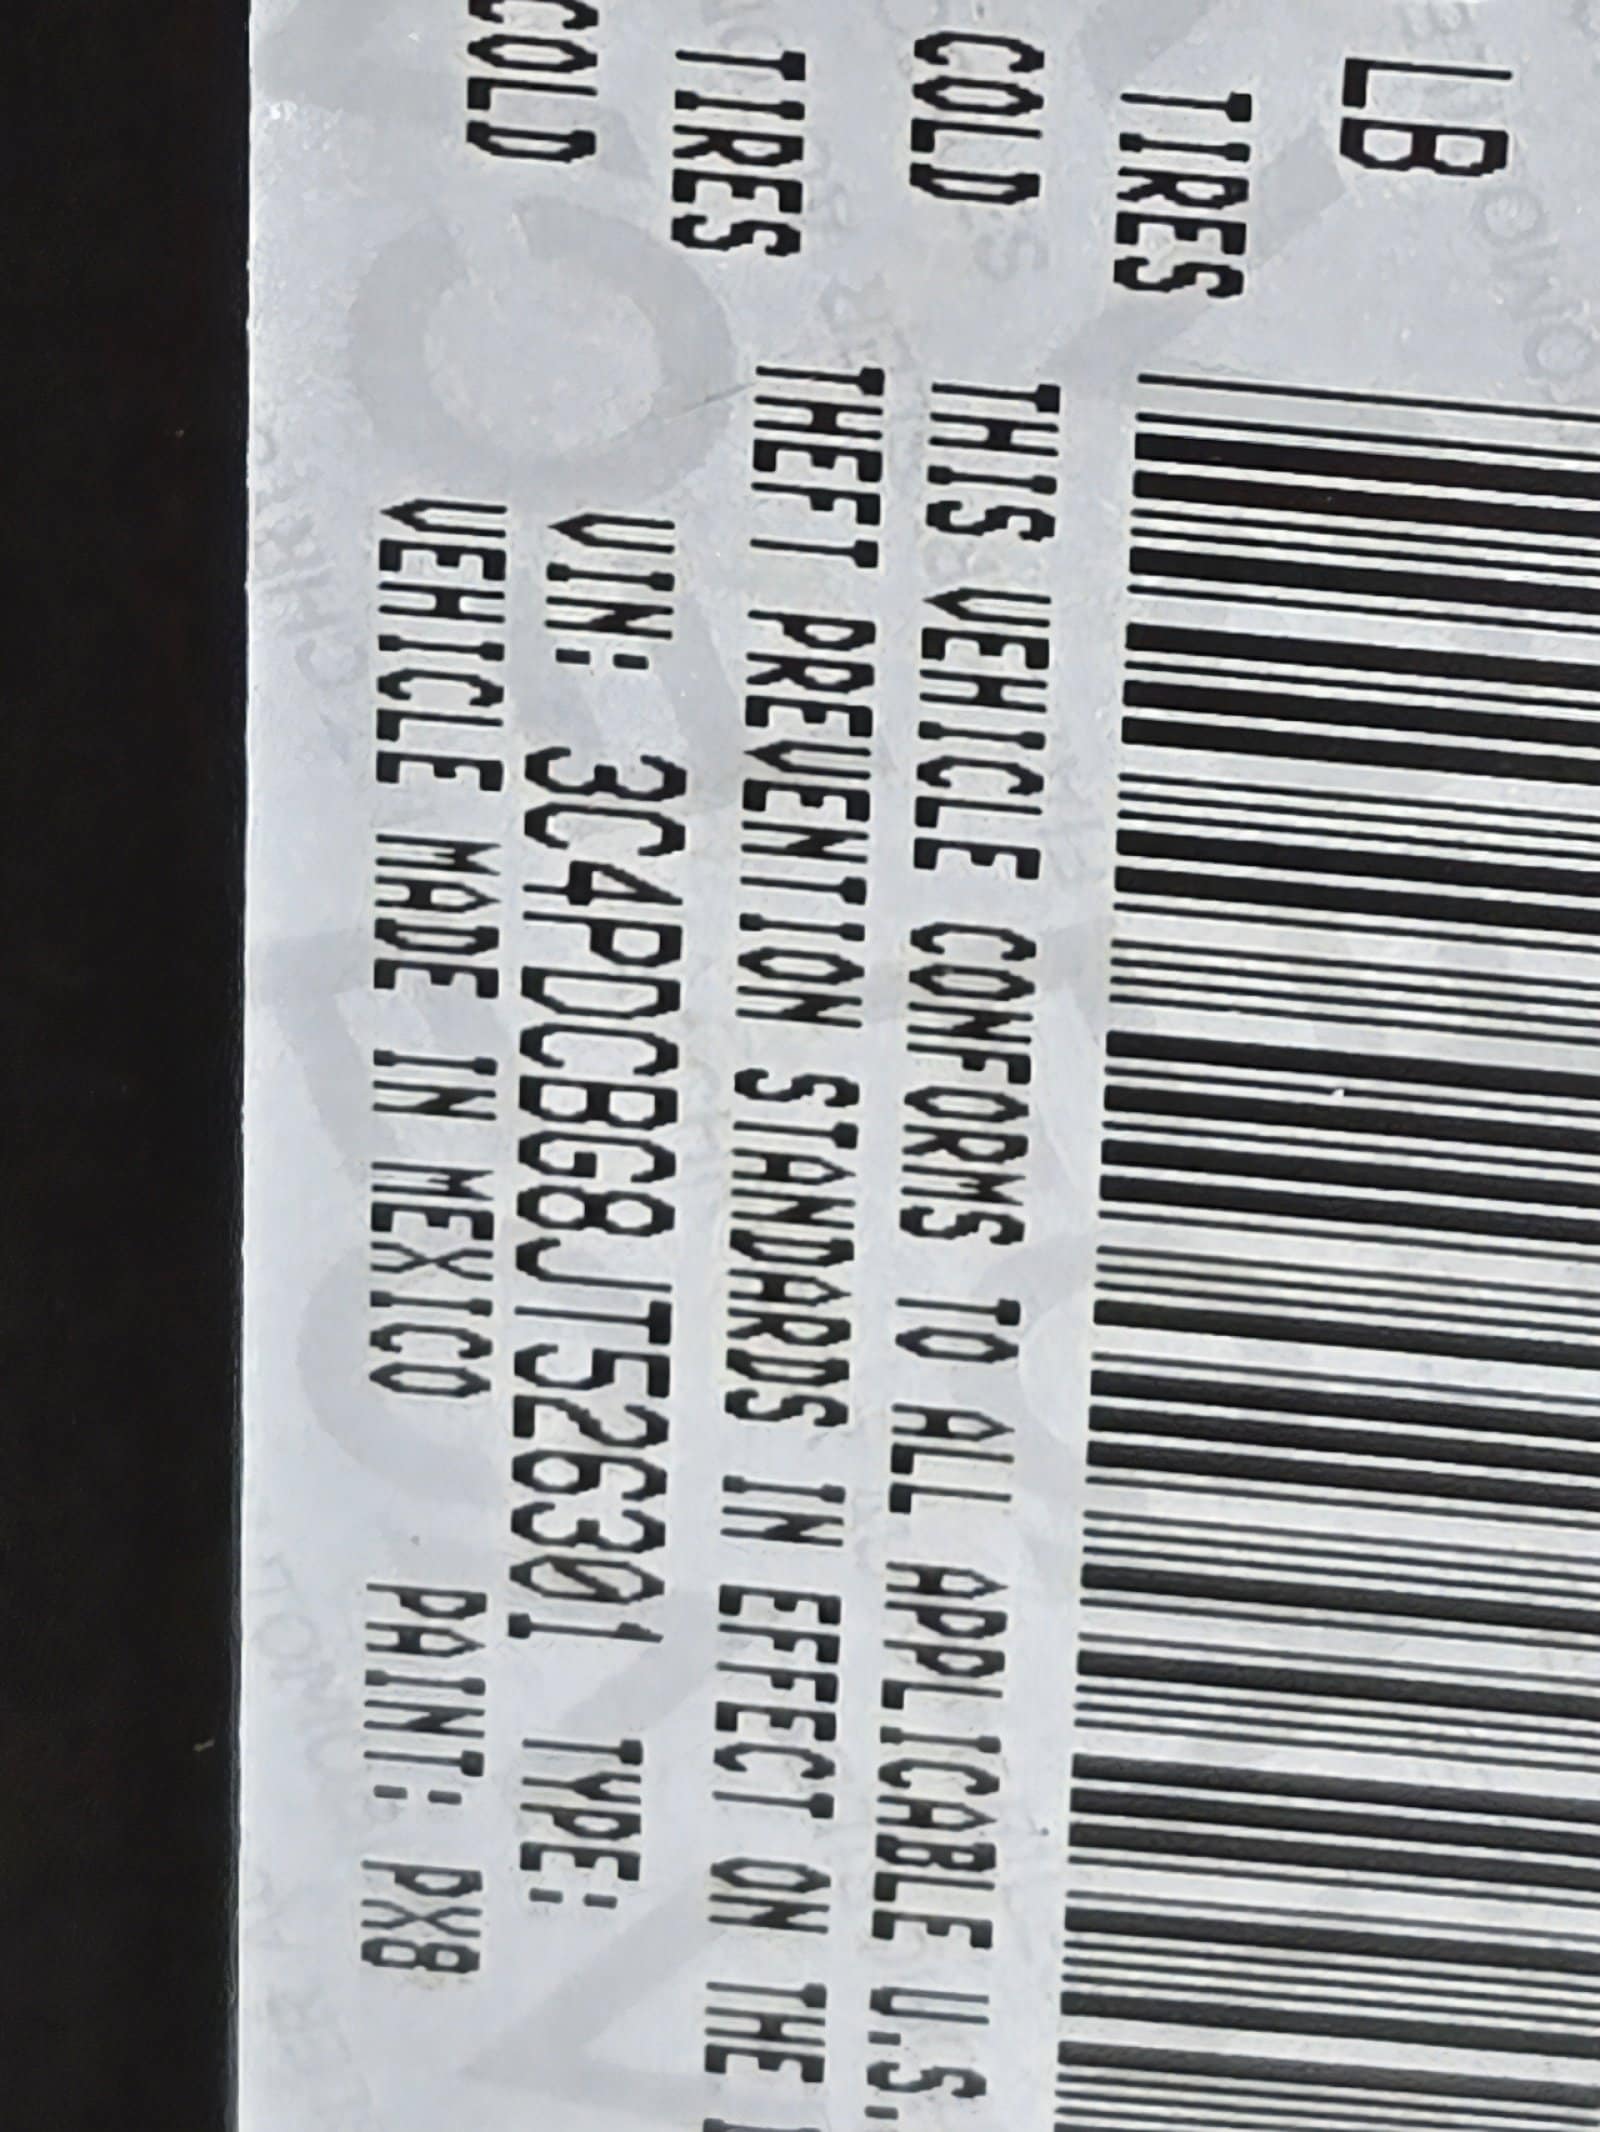 LB
TIRES
COLD
TIRES
COLD
THIS VEHICLE CONFORMS TO ALL APPLICABLE U.S.
THEFT PREVENTION STANDARDS IN EFFECT ON THE
VIN: 3C4PDCBG8JT526301 TYPE:
VEHICLE MADE IN MEXICO PAINT: PX8